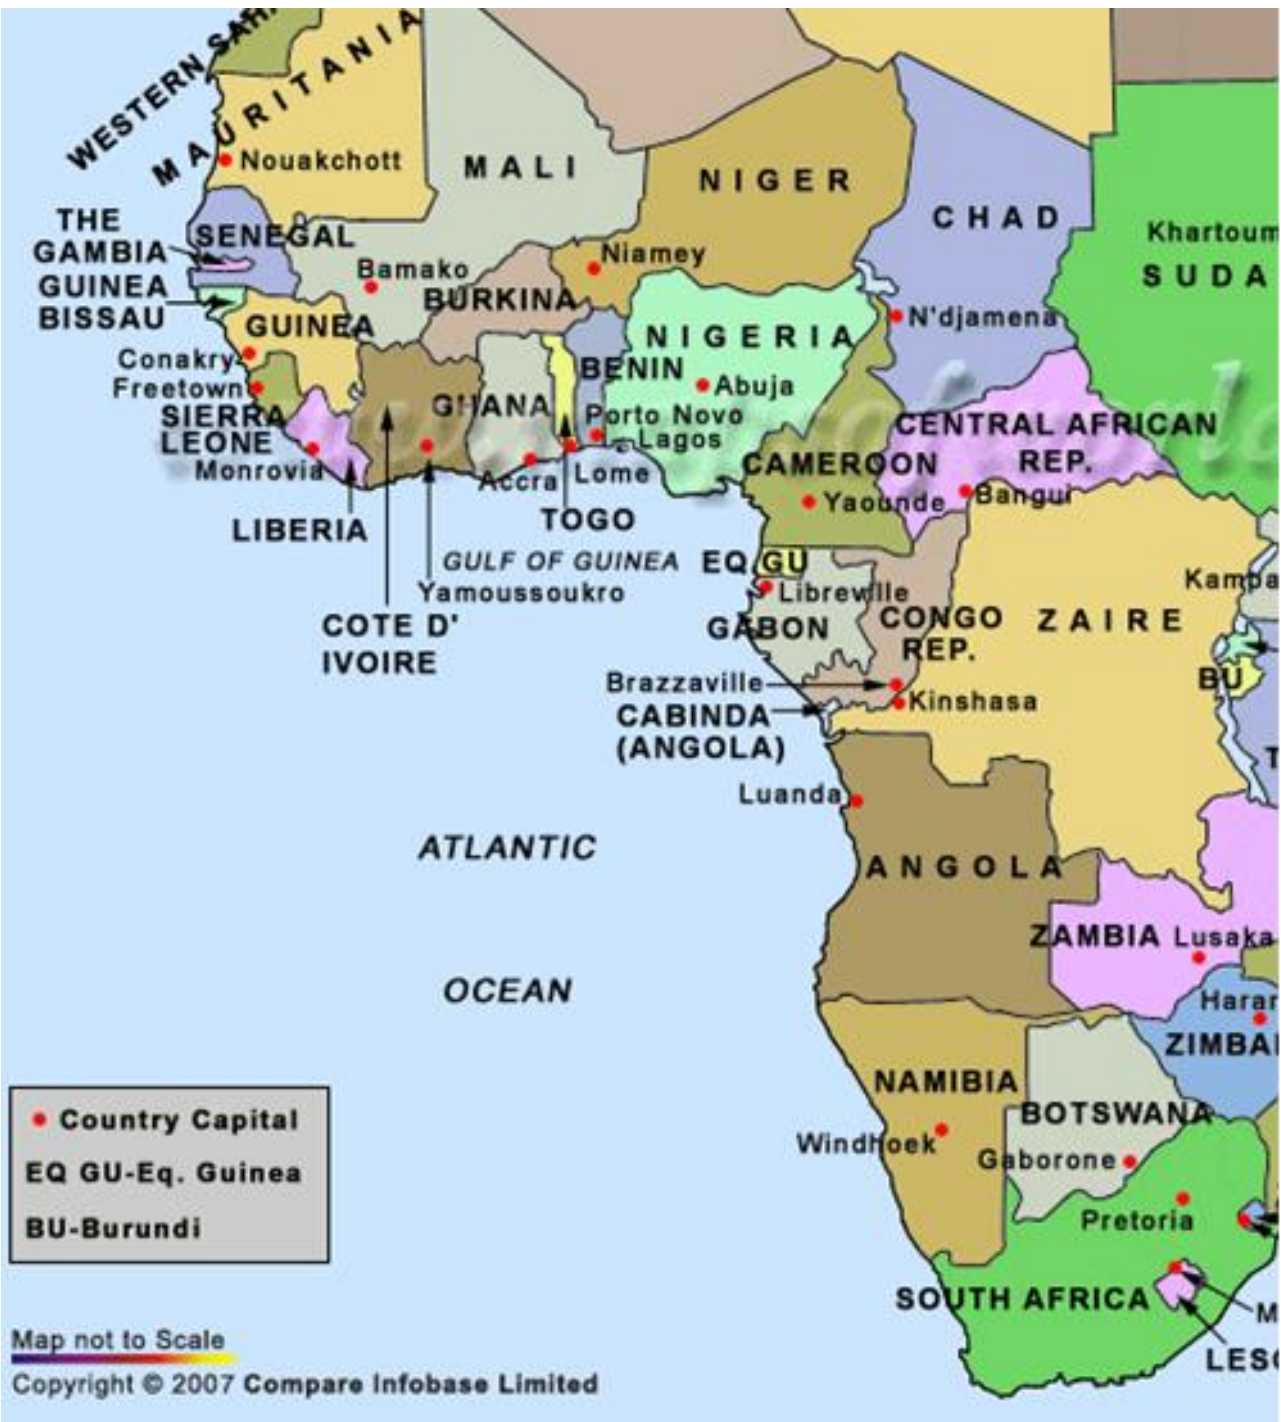 WESTERN SAH
MAURITANIA
Nouakchott
MALI
NIGER
CHAD
Khartoum
SUDA
THE
GAMBIA
SENEGAL
GUINEA
BISSAU
Bamako
BURKINA
Niamey
GUINEA
NIGERIA
N'djamena
Conakry
Freetown
SIERRA
LEONE
Monrovia
BENIN
Abuja
GHANA
Porto Novo
Lagos
CENTRAL AFRICAN
REP.
CAMEROON
Bangui
Yaounde
Accra
Lome
LIBERIA
TOGO
GULF OF GUINEA
EQ GU
Yamoussoukro
Libreville
Kampa
COTE D'
IVOIRE
GABON
CONGO
REP.
ZAIRE
BU
Brazzaville
Kinshasa
CABINDA
(ANGOLA)
T
Luanda
ATLANTIC
ANGOLA
ZAMBIA
Lusaka
OCEAN
Harar
ZIMBA
NAMIBIA
BOTSWANA
Windhoek
Gaborone
Pretoria
SOUTH AFRICA
M
LESO
Country Capital
EQ GU-Eq. Guinea
BU-Burundi
Map not to Scale
Copyright © 2007 Compare Infobase Limited